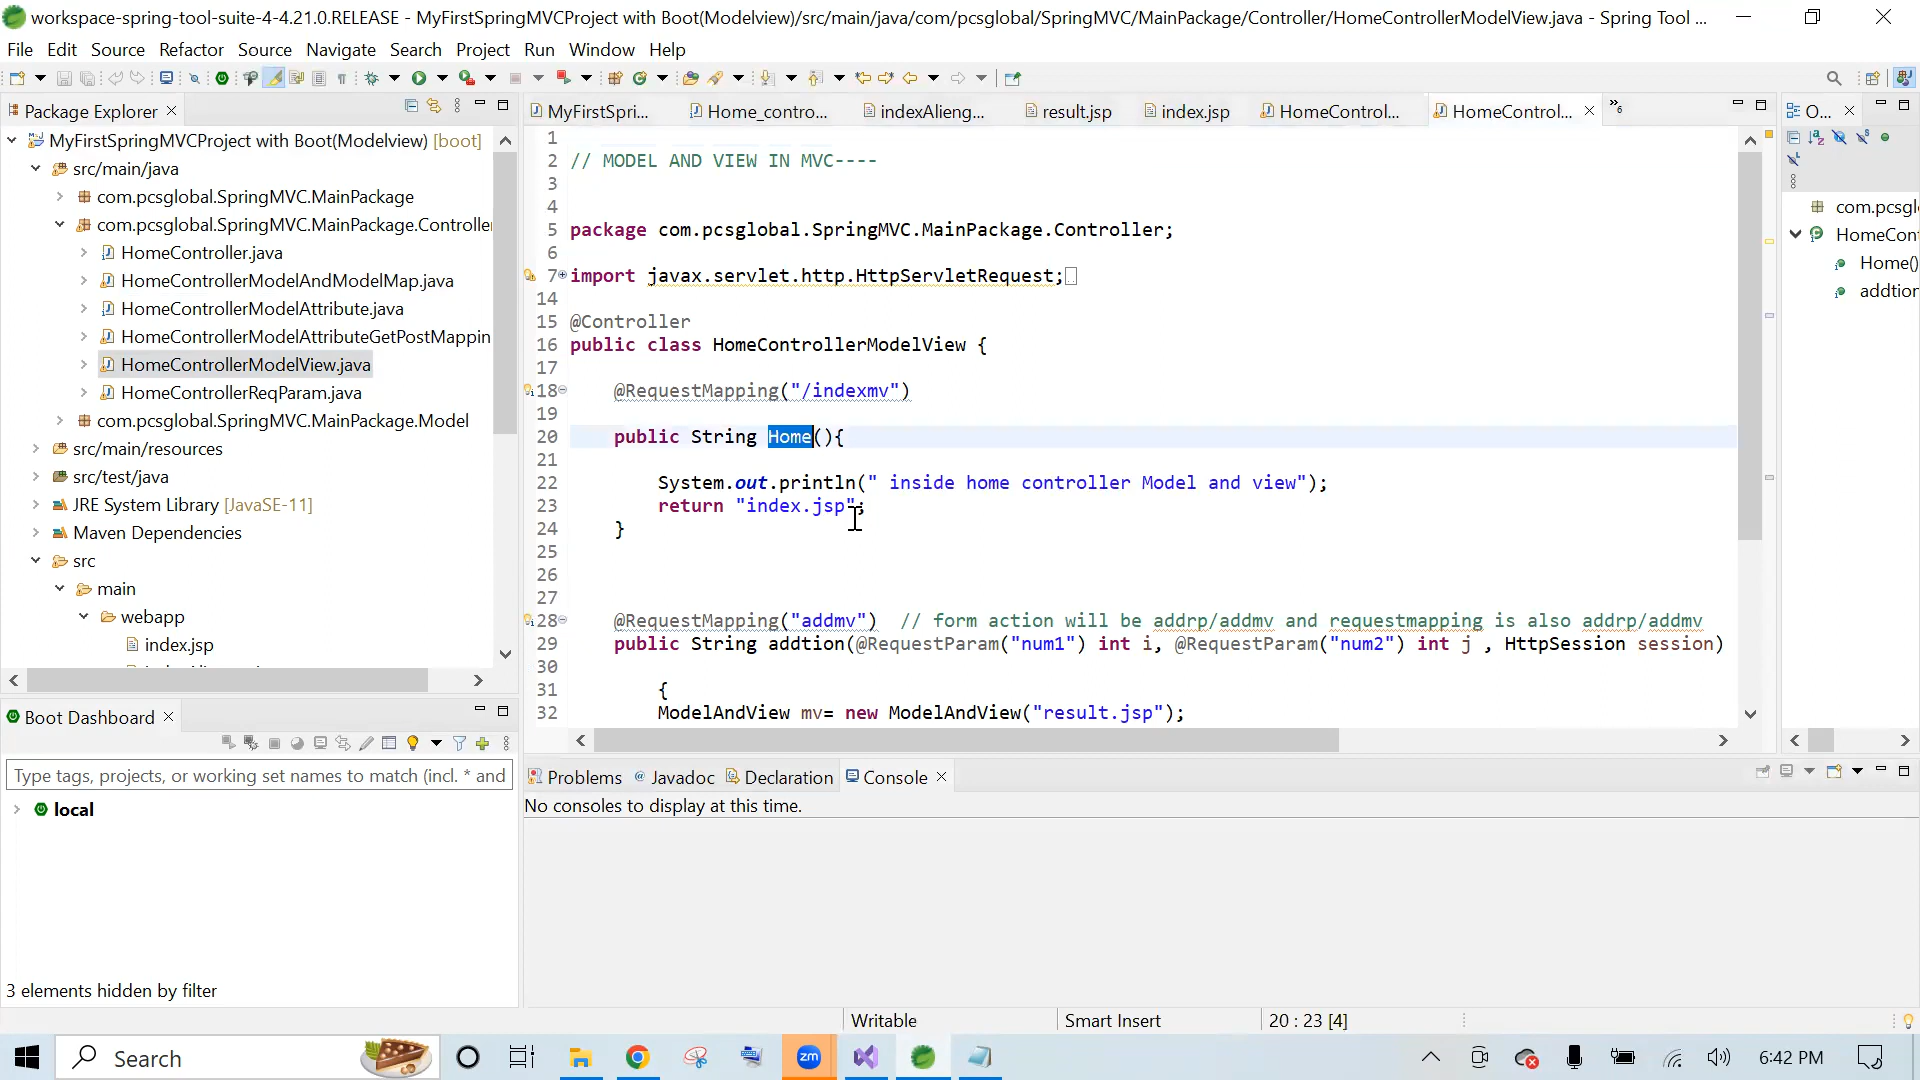 workspace-spring-tool-suite-4-4.21.0.RELEASE - MyFirstSpringMVCProject with Boot(Modelview)/src/main/java/com/pcsglobal/SpringMVC/MainPackage/Controller/HomeControllerModelView.java - Spring Tool ...
File Edit Source Refactor Source Navigate Search Project Run Window Help
Package Explorer
MyFirstSpringMVCProject with Boot(Modelview) [boot]
src/main/java
com.pcsglobal.SpringMVC.MainPackage
com.pcsglobal.SpringMVC.MainPackage.Controller
HomeController.java
HomeControllerModelAndModelMap.java
HomeControllerModelAttribute.java
HomeControllerModelAttributeGetPostMappin
HomeControllerModelView.java
HomeControllerReqParam.java
com.pcsglobal.SpringMVC.MainPackage.Model
src/main/resources
src/test/java
JRE System Library [JavaSE-11]
Maven Dependencies
src
main
webapp
index.jsp
Boot Dashboard
Type tags, projects, or working set names to match (incl. * and
local
3 elements hidden by filter
MyFirstSpri... Home_contro... indexAlieng... result.jsp index.jsp HomeControl... HomeControl... »6
1
2 // MODEL AND VIEW IN MVC----
3
4
5 package com.pcsglobal.SpringMVC.MainPackage.Controller;
6
7 import javax.servlet.http.HttpServletRequest;
14
15 @Controller
16 public class HomeControllerModelView {
17
18 @RequestMapping("/indexmv")
19
20 public String Home(){
21
22 System.out.println(" inside home controller Model and view");
23 return "index.jsp";
24 }
25
26
27
28 @RequestMapping("addmv") // form action will be addrp/addmv and requestmapping is also addrp/addmv
29 public String addtion(@RequestParam("num1") int i, @RequestParam("num2") int j , HttpSession session)
30
31 {
32 ModelAndView mv= new ModelAndView("result.jsp");
O...
com.pcsgl
HomeCon
Home()
addtion
Problems Javadoc Declaration Console
No consoles to display at this time.
Writable Smart Insert 20 : 23 [4]
Search zm 6:42 PM